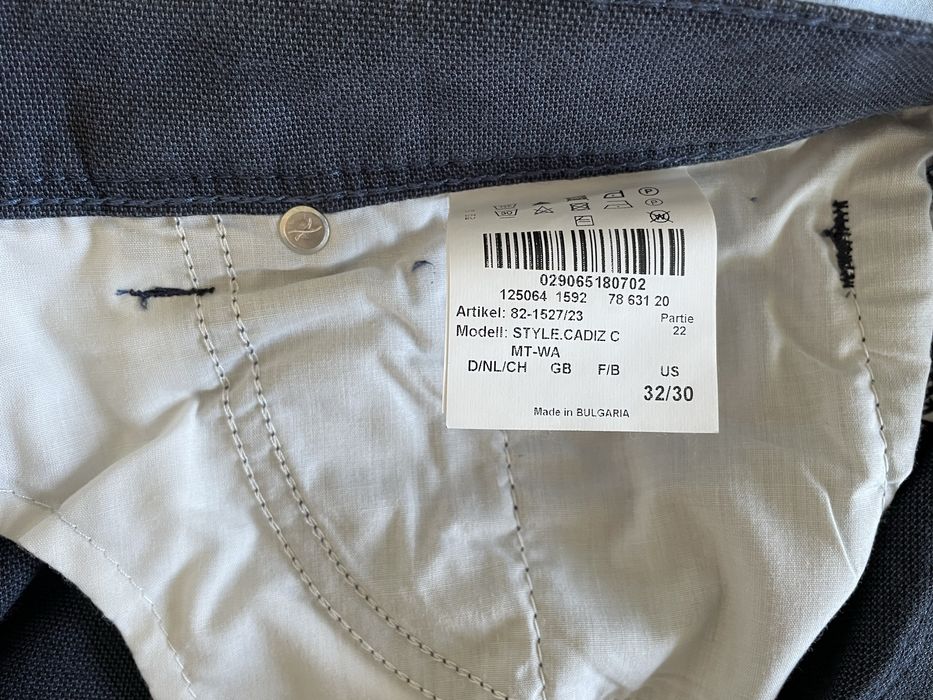 P
30
P
W
029065180702
125064 1592 78 631 20
Artikel: 82-1527/23 Partie
22
Modell: STYLE.CADIZ C
MT-WA
D/NL/CH GB F/B US
32/30
Made in BULGARIA